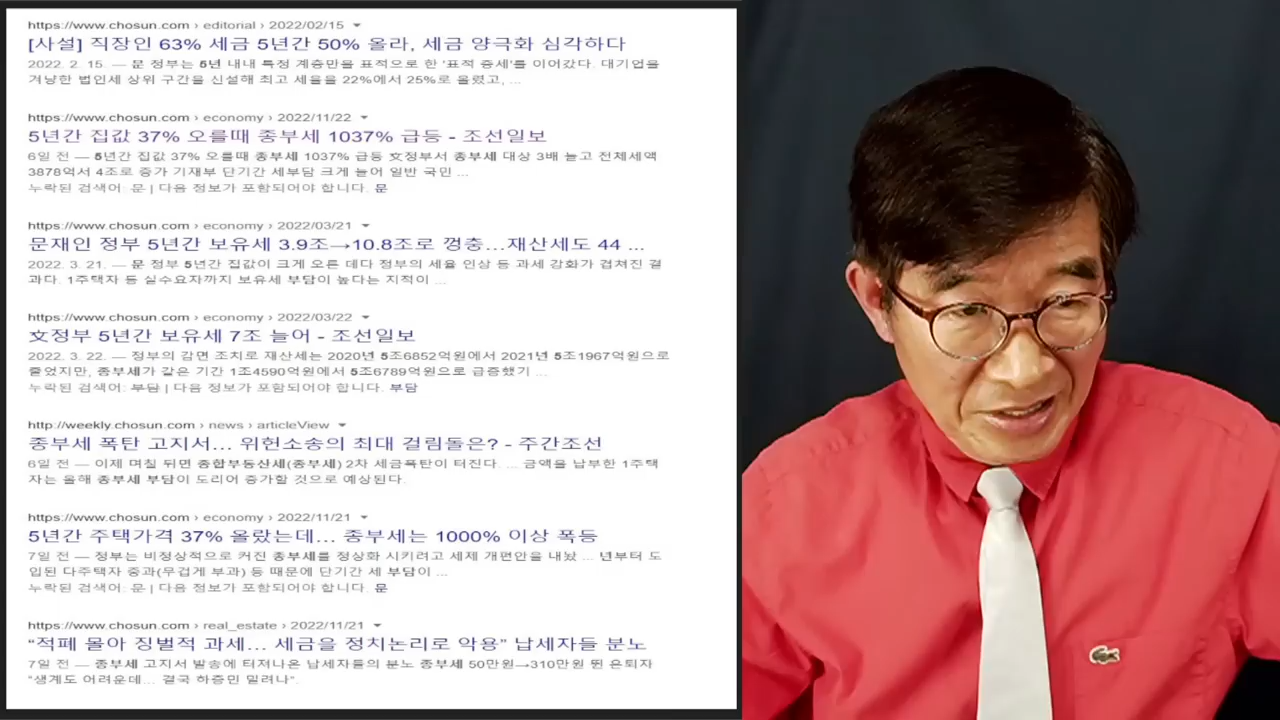 https://www.chosun.com › editorial › 2022/02/15
[사설] 직장인 63% 세금 5년간 50% 올라, 세금 양극화 심각하다
2022. 2. 15. — 문 정부는 5년 내내 특정 계층만을 표적으로 한 '표적 증세'를 이어갔다. 대기업을
겨냥한 법인세 상위 구간을 신설해 최고 세율을 22%에서 25%로 올렸고, ...
https://www.chosun.com › economy › 2022/11/22
5년간 집값 37% 오를때 종부세 1037% 급등 - 조선일보
6일 전 — 5년간 집값 37% 오를때 종부세 1037% 급등 文정부서 종부세 대상 3배 늘고 전체세액
3878억서 4조로 증가 기재부 단기간 세부담 크게 늘어 일반 국민 ...
누락된 검색어: 문 | 다음 정보가 포함되어야 합니다. 문
https://www.chosun.com › economy › 2022/03/21
문재인 정부 5년간 보유세 3.9조→10.8조로 껑충...재산세도 44 ...
2022. 3. 21. — 문 정부 5년간 집값이 크게 오른 데다 정부의 세율 인상 등 과세 강화가 겹쳐진 결
과다. 1주택자 등 실수요자까지 보유세 부담이 높다는 지적이 ...
https://www.chosun.com › economy › 2022/03/22
文정부 5년간 보유세 7조 늘어 - 조선일보
2022. 3. 22. — 정부의 감면 조치로 재산세는 2020년 5조6852억원에서 2021년 5조1967억원으로
줄었지만, 종부세가 같은 기간 1조4590억원에서 5조6789억원으로 급증했기 ...
누락된 검색어: 부담 | 다음 정보가 포함되어야 합니다. 부담
http://weekly.chosun.com › news › articleView
종부세 폭탄 고지서... 위헌소송의 최대 걸림돌은? - 주간조선
6일 전 — 이제 며칠 뒤면 종합부동산세(종부세) 2차 세금폭탄이 터진다. ... 금액을 납부한 1주택
자는 올해 종부세 부담이 도리어 증가할 것으로 예상된다.
https://www.chosun.com › economy › 2022/11/21
5년간 주택가격 37% 올랐는데... 종부세는 1000% 이상 폭등
7일 전 — 정부는 비정상적으로 커진 종부세를 정상화 시키려고 세제 개편안을 내놨 ... 년부터 도
입된 다주택자 중과(무겁게 부과) 등 때문에 단기간 세 부담이 ...
누락된 검색어: 문 | 다음 정보가 포함되어야 합니다. 문
https://www.chosun.com › real_estate › 2022/11/21
“적폐 몰아 징벌적 과세... 세금을 정치논리로 악용” 납세자들 분노
7일 전 — 종부세 고지서 발송에 터져나온 납세자들의 분노 종부세 50만원→310만원 뛴 은퇴자
“생계도 어려운데... 결국 하층민 밀려나”.